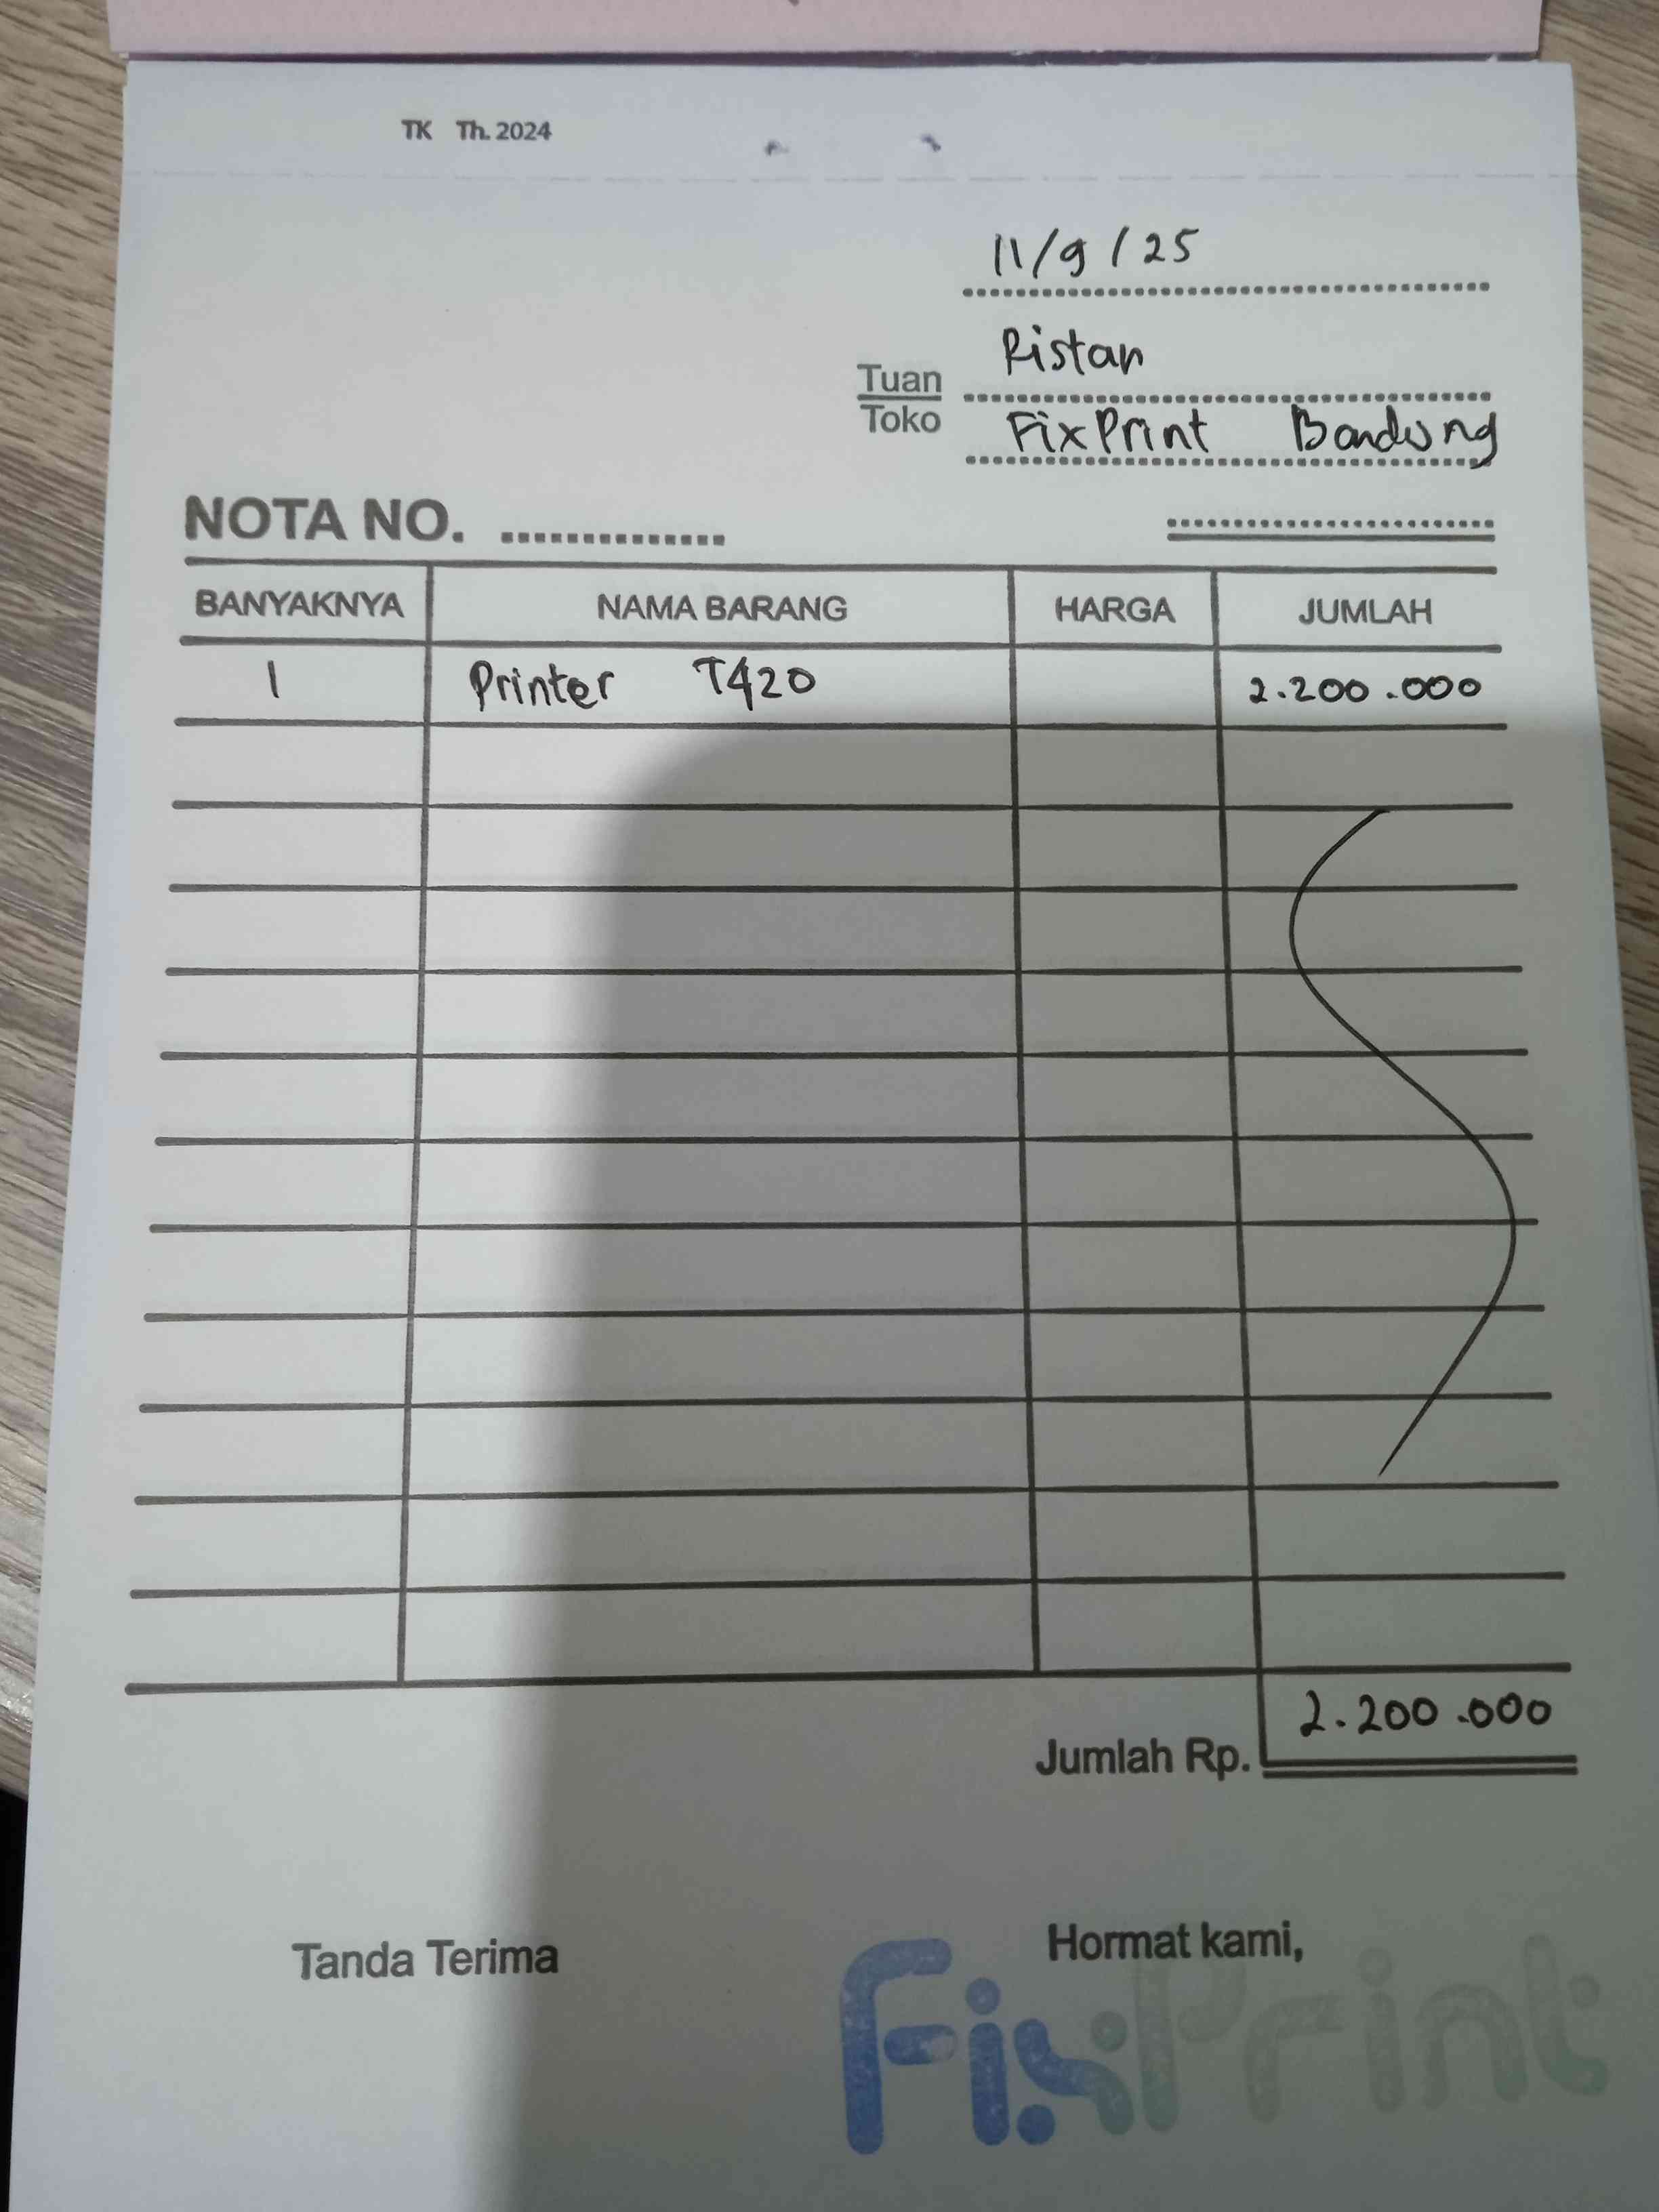 TK Th. 2024
11/9/25
Ristan
Tuan
Toko
FixPrint Bandung
NOTA NO. ..............
BANYAKNYA NAMA BARANG HARGA JUMLAH
1 Printer T420 2.200.000
2.200.000
Jumlah Rp.
Tanda Terima Hormat kami,
FixPrint